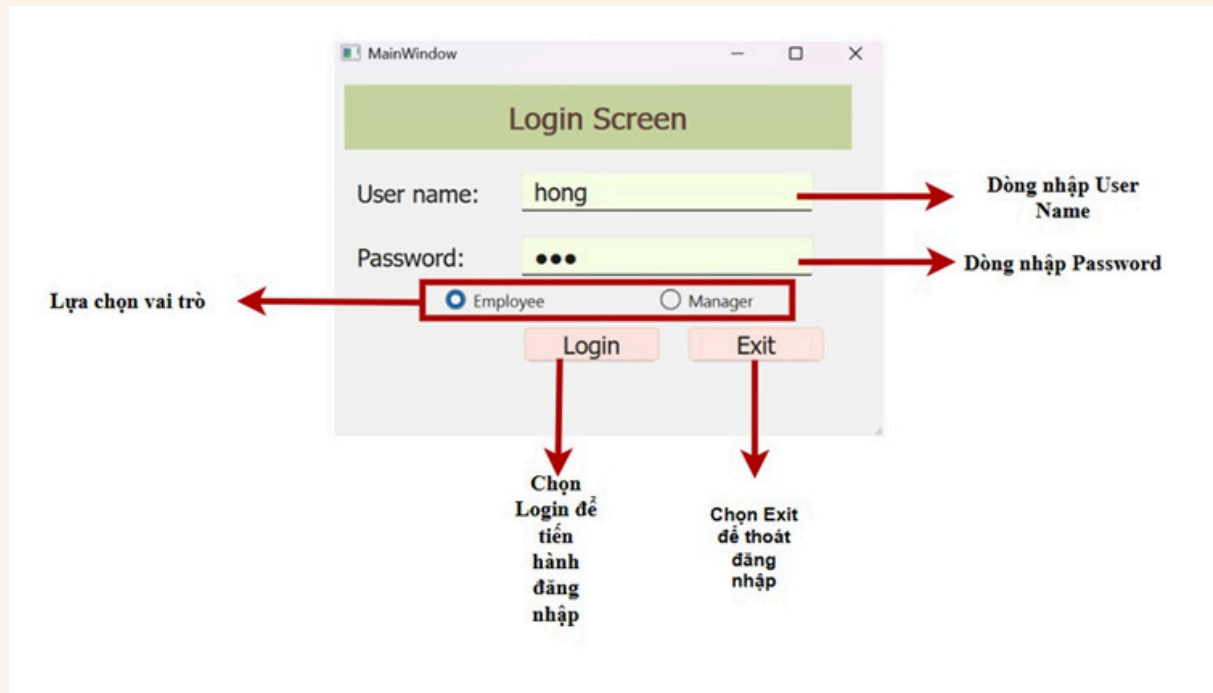 MainWindow
Login Screen
User name:
hong
Dòng nhập User
Name
Password:
●●●
Dòng nhập Password
Lựa chọn vai trò
Employee
Manager
Login
Exit
Chọn
Login để
tiến
hành
đăng
nhập
Chọn Exit
để thoát
đăng
nhập